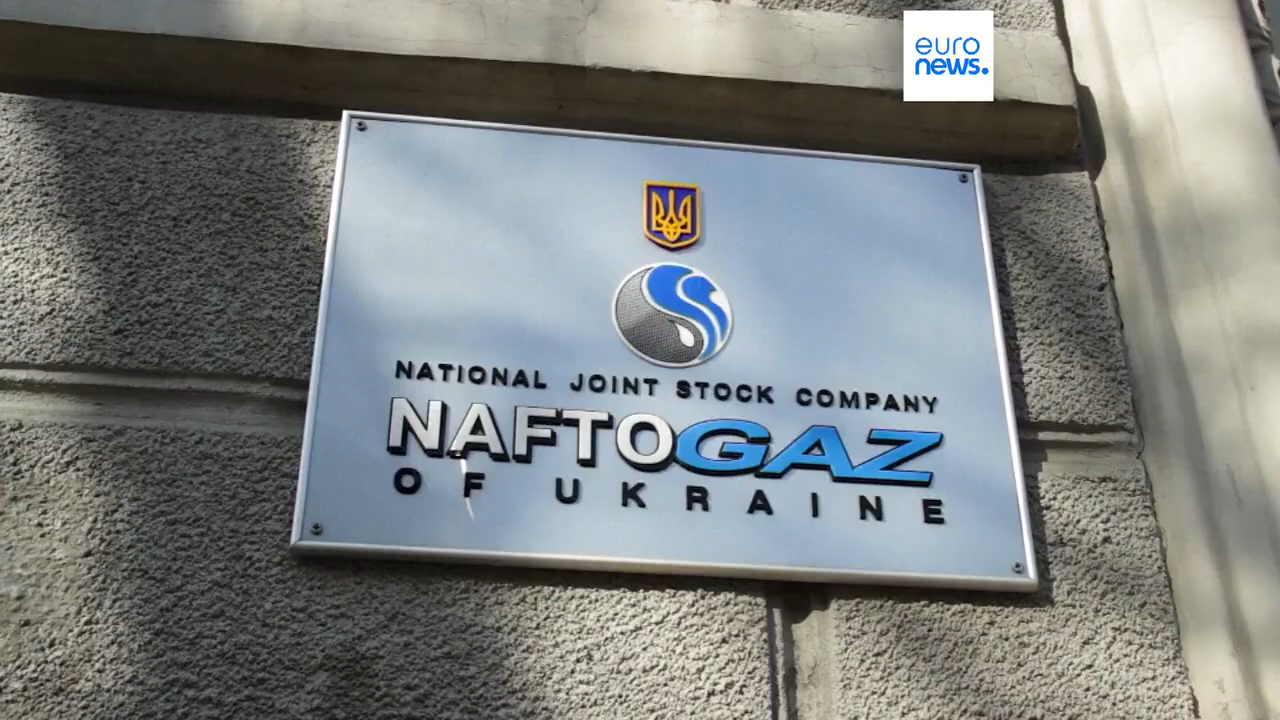 euro
news.
NATIONAL JOINT STOCK COMPANY
NAFTOGAZ
OF UKRAINE